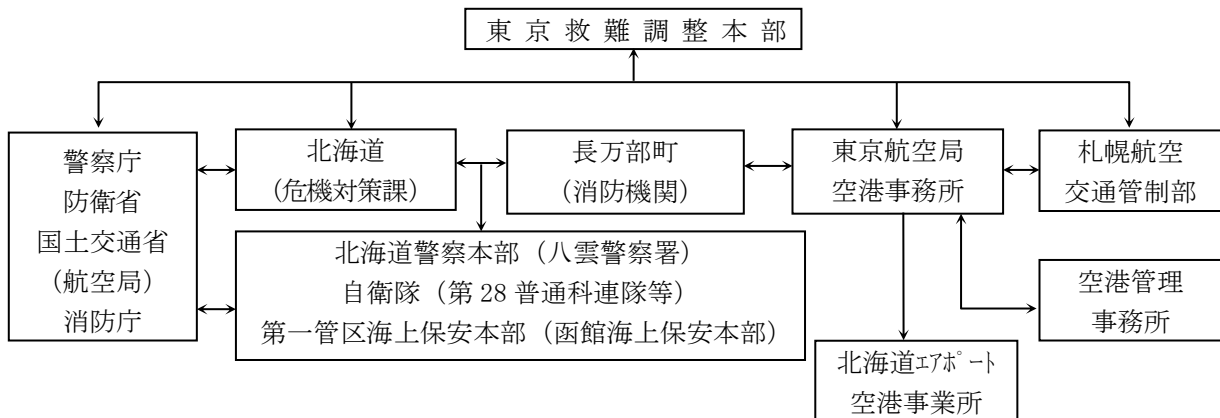 東京救難調整本部
警察庁
防衛省
国土交通省
（航空局）
消防庁
北海道
（危機対策課）
長万部町
（消防機関）
東京航空局
空港事務所
札幌航空
交通管制部
北海道警察本部（八雲警察署）
自衛隊（第28普通科連隊等）
第一管区海上保安本部（函館海上保安本部）
空港管理
事務所
北海道ｴｱﾎﾟｰﾄ
空港事業所